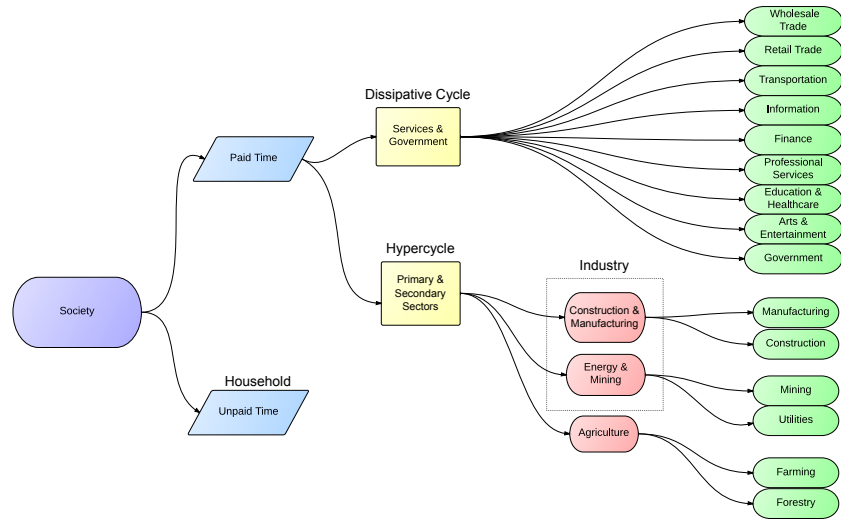 Wholesale
Trade
Retail Trade
Transportation
Dissipative Cycle
Information
Services &
Government
Finance
Paid Time
Professional
Services
Education &
Healthcare
Arts &
Entertainment
Hypercycle
Government
Industry
Primary &
Secondary
Sectors
Society
Construction &
Manufacturing
Manufacturing
Construction
Household
Energy &
Mining
Mining
Unpaid Time
Utilities
Agriculture
Farming
Forestry